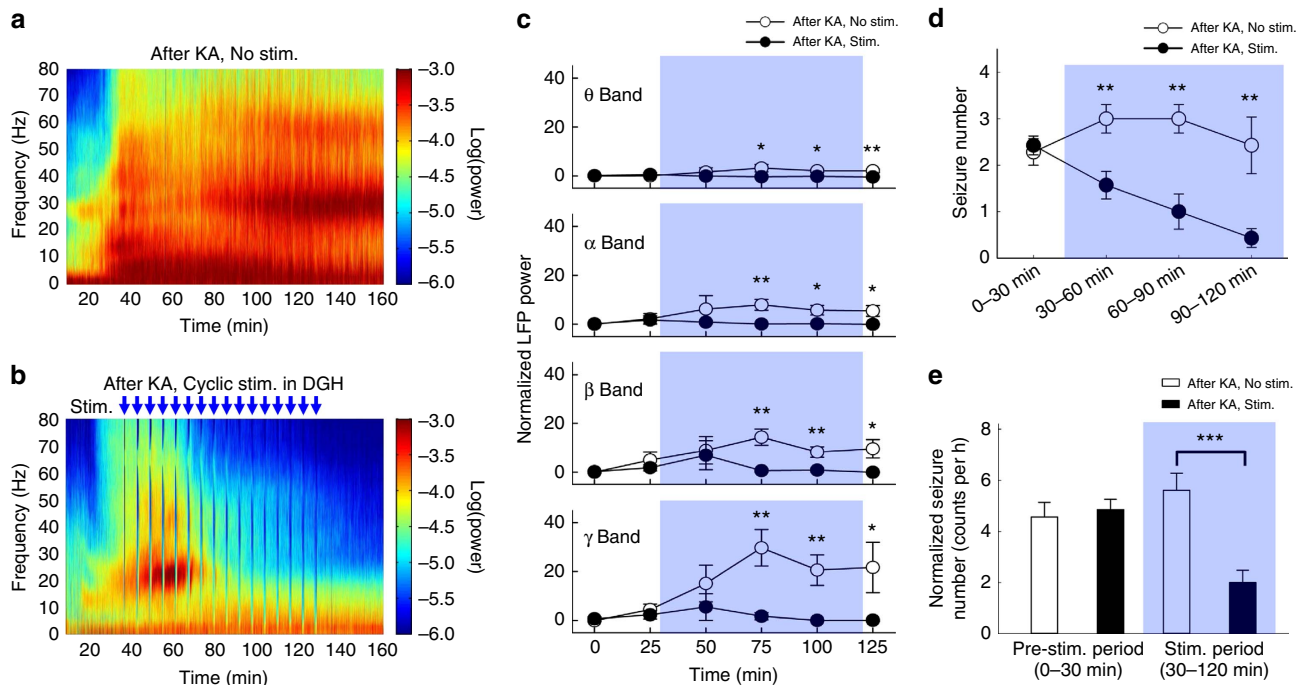 a
After KA, No stim.
80
70
60
50
40
30
20
10
0
Frequency (Hz)
20 40 60 80 100 120 140 160
Time (min)
−3.0
−3.5
−4.0
−4.5
−5.0
−5.5
−6.0
Log(power)
b
After KA, Cyclic stim. in DGH
Stim.
80
70
60
50
40
30
20
10
0
Frequency (Hz)
20 40 60 80 100 120 140 160
Time (min)
−3.0
−3.5
−4.0
−4.5
−5.0
−5.5
−6.0
Log(power)
c
After KA, No stim.
After KA, Stim.
Normalized LFP power
40
20
0
θ Band
* * **
40
20
0
α Band
** * *
40
20
0
β Band
** ** *
40
20
0
γ Band
** ** *
0 25 50 75 100 125
Time (min)
d
After KA, No stim.
After KA, Stim.
4
3
2
1
0
Seizure number
** ** **
0–30 min
30–60 min
60–90 min
90–120 min
e
After KA, No stim.
After KA, Stim.
8
6
4
2
0
Normalized seizure
number (counts per h)
***
Pre-stim. period
(0–30 min)
Stim. period
(30–120 min)